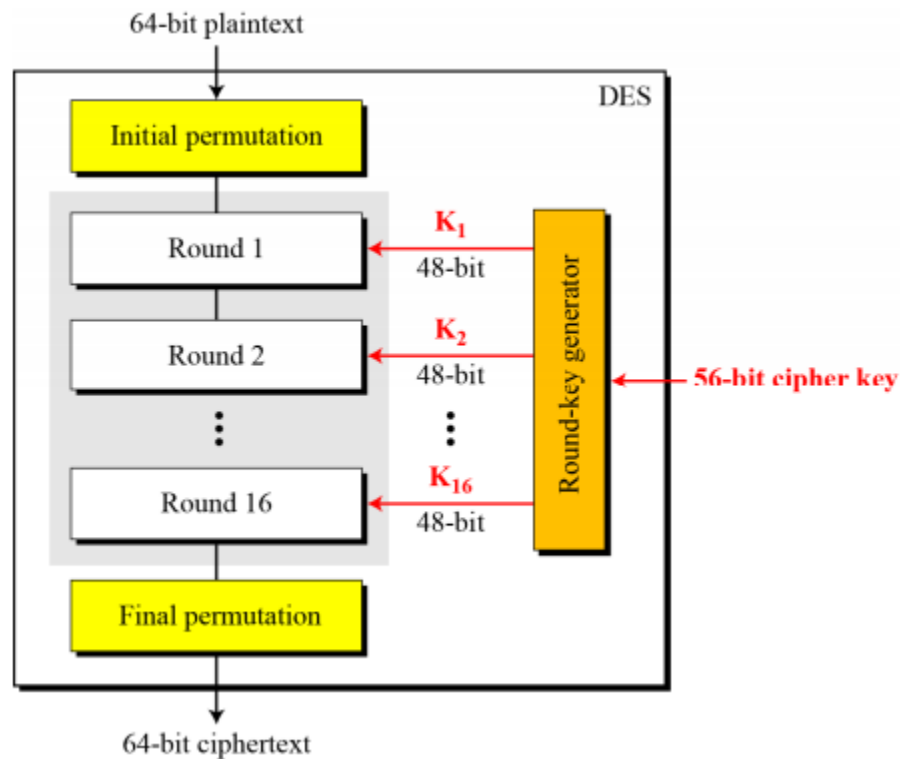 64-bit plaintext
DES
Initial permutation
Round 1
K₁
48-bit
Round 2
K₂
48-bit
Round-key generator
56-bit cipher key
Round 16
K₁₆
48-bit
Final permutation
64-bit ciphertext